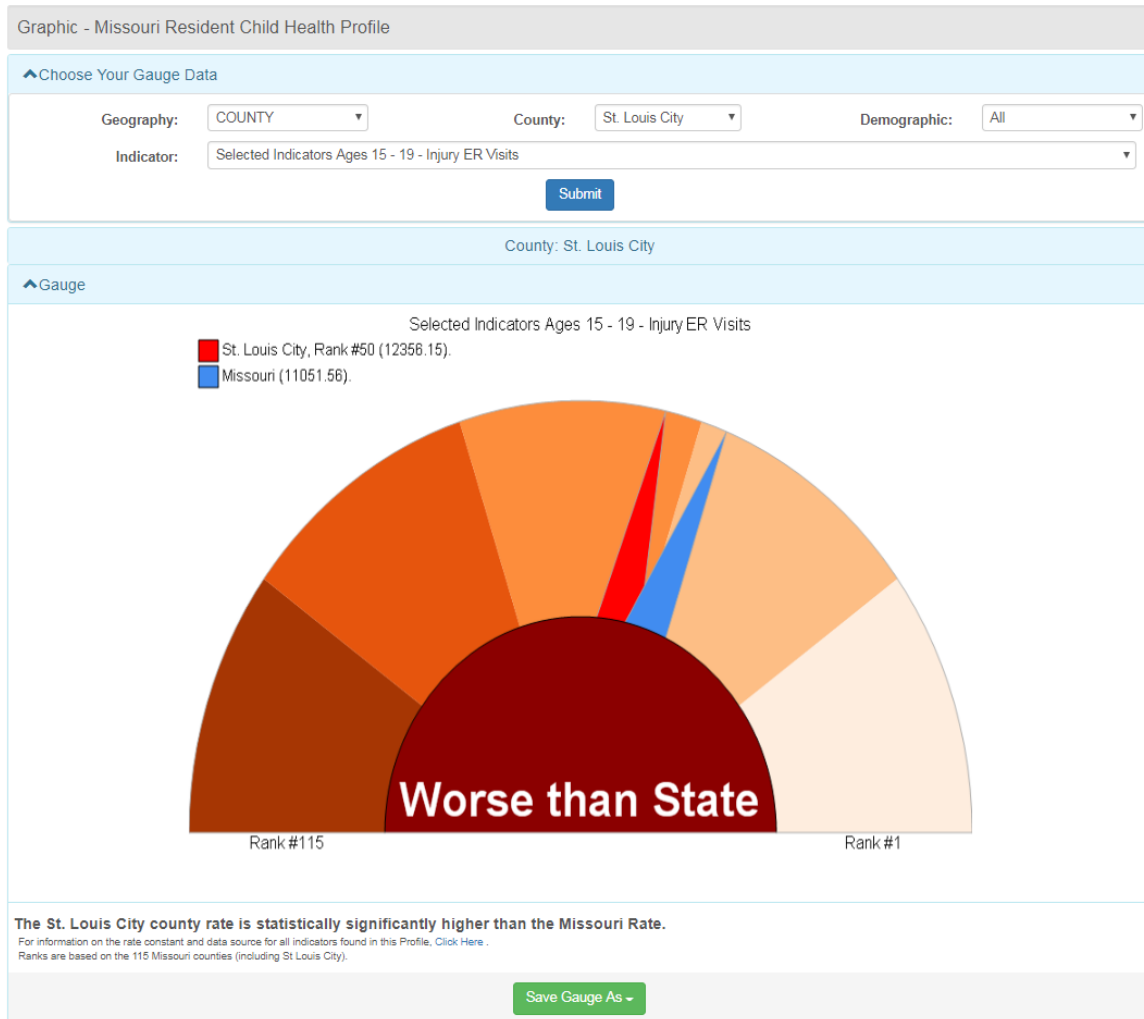 Graphic - Missouri Resident Child Health Profile
Choose Your Gauge Data
Geography: COUNTY County: St. Louis City Demographic: All
Indicator: Selected Indicators Ages 15 - 19 - Injury ER Visits
Submit
County: St. Louis City
Gauge
Selected Indicators Ages 15 - 19 - Injury ER Visits
St. Louis City, Rank #50 (12356.15).
Missouri (11051.56).
Worse than State
Rank #115 Rank #1
The St. Louis City county rate is statistically significantly higher than the Missouri Rate.
For information on the rate constant and data source for all indicators found in this Profile, Click Here .
Ranks are based on the 115 Missouri counties (including St Louis City).
Save Gauge As